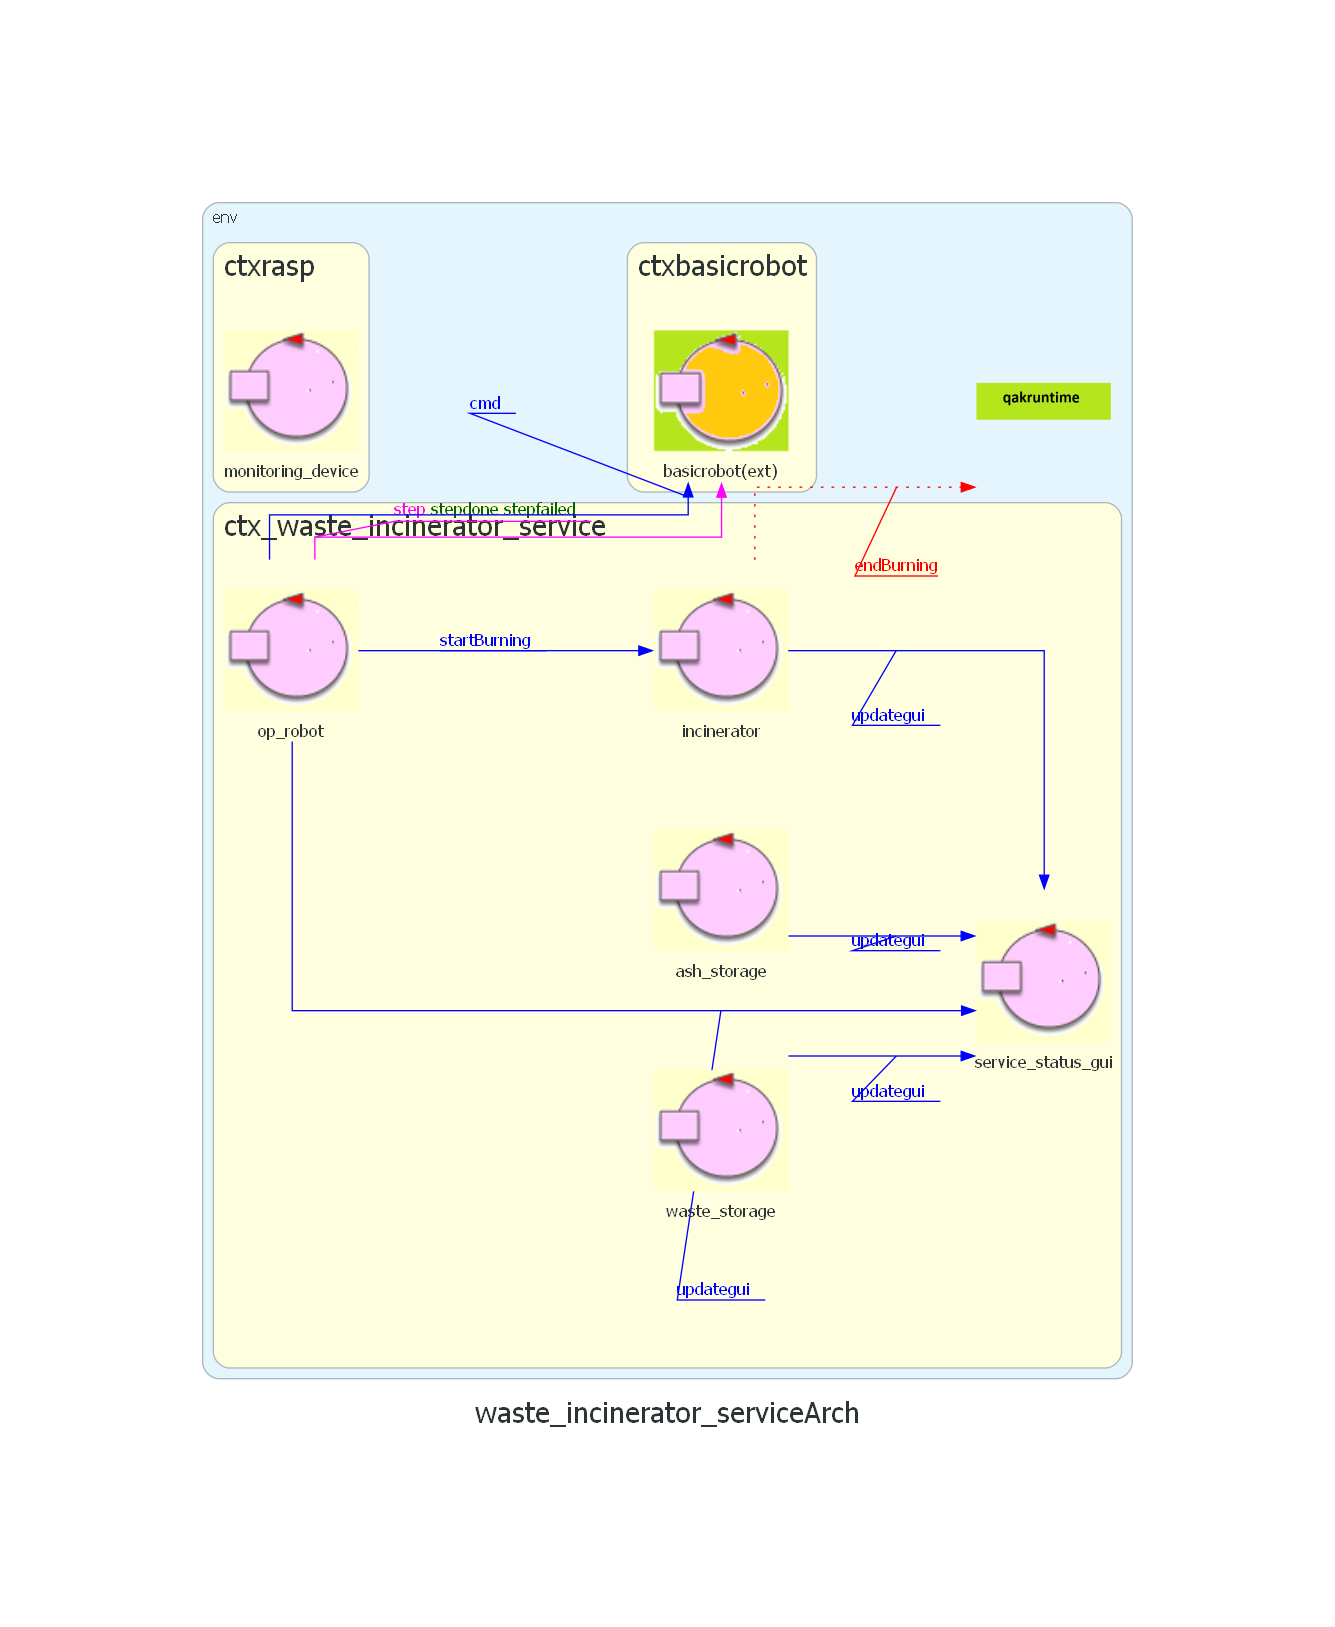 env
ctxrasp
ctxbasicrobot
qakruntime
cmd
monitoring_device
basicrobot(ext)
step stepdone stepfailed
ctx_waste_incinerator_service
endBurning
startBurning
updategui
op_robot
incinerator
updategui
ash_storage
service_status_gui
updategui
waste_storage
updategui
waste_incinerator_serviceArch